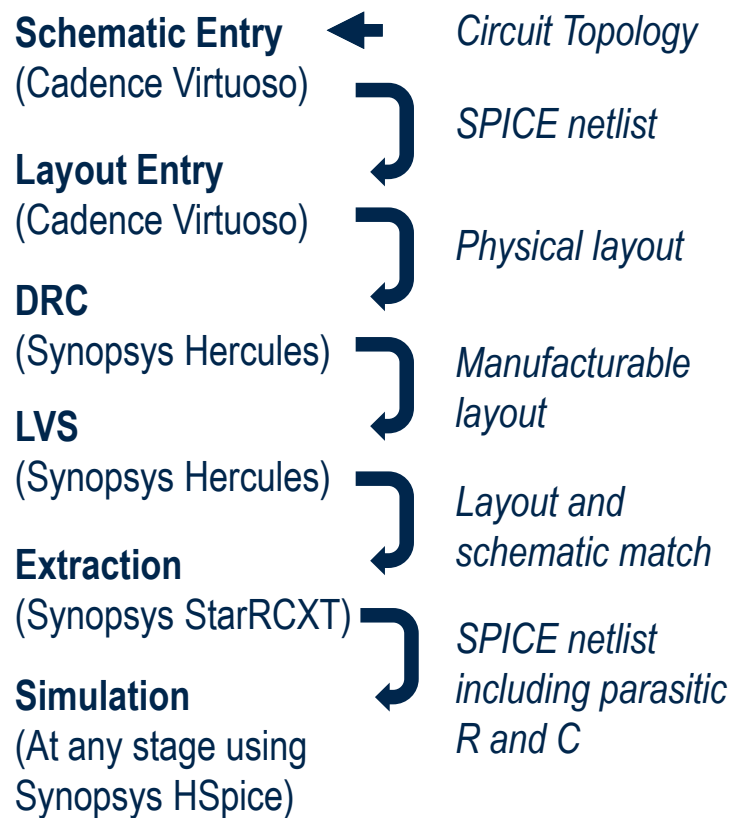 Schematic Entry
Circuit Topology
(Cadence Virtuoso)
SPICE netlist
Layout Entry
(Cadence Virtuoso)
Physical layout
DRC
(Synopsys Hercules)
Manufacturable
layout
LVS
(Synopsys Hercules)
Layout and
schematic match
Extraction
(Synopsys StarRCXT)
SPICE netlist
including parasitic
R and C
Simulation
(At any stage using
Synopsys HSpice)